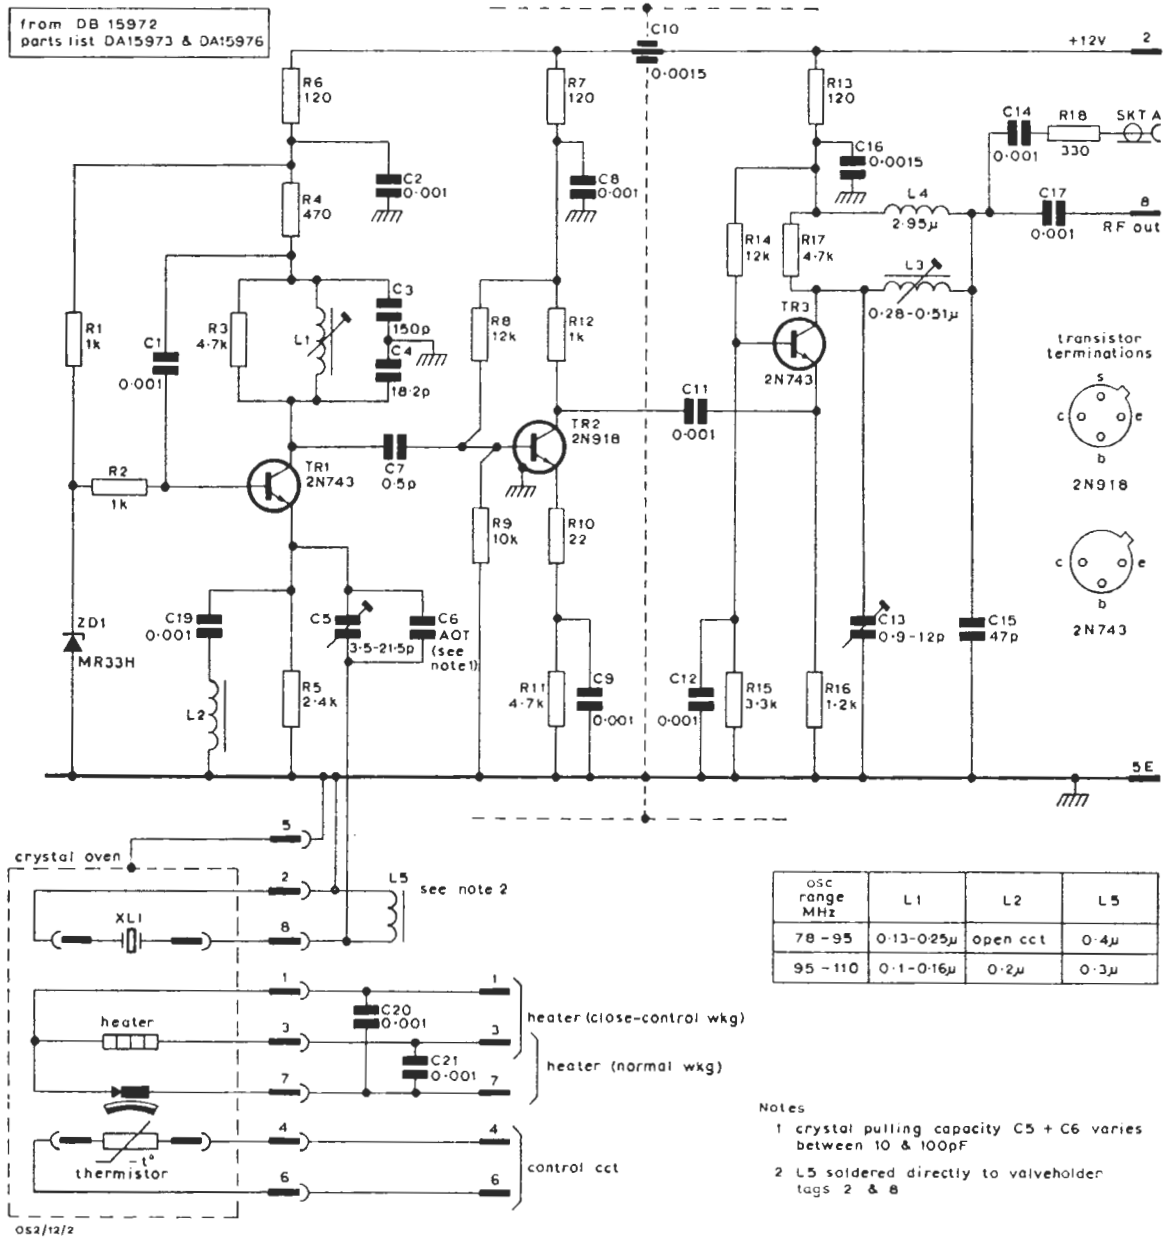 from DB 15972
parts list DA15973 & DA15976
C10
0·0015
+12V
2
R6
120
R7
120
R13
120
C14
0·001
R18
330
SKT A
C2
0·001
C8
0·001
C16
0·0015
R4
470
L4
2·95μ
C17
0·001
8
RF out
R14
12k
R17
4·7k
L3
0·28-0·51μ
C3
150p
C4
18·2p
R1
1k
C1
0·001
R3
4·7k
L1
R8
12k
R12
1k
TR3
2N743
transistor
terminations
s
c
e
b
2N918
C11
0·001
TR2
2N918
TR1
2N743
C7
0·5p
R2
1k
R9
10k
R10
22
c
e
b
2N743
ZD1
MR33H
C19
0·001
C5
3·5-21·5p
C6
AOT
(see
note1)
C13
0·9-12p
C15
47p
L2
R5
2·4k
R11
4·7k
C9
0·001
C12
0·001
R15
3·3k
R16
1·2k
5E
5
crystal oven
2
L5
see note 2
XL1
8
osc
range
MHz
L1
L2
L5
78-95
0·13-0·25μ
open cct
0·4μ
95-110
0·1-0·16μ
0·2μ
0·3μ
1
1
C20
0·001
heater (close-control wkg)
heater
3
3
C21
0·001
heater (normal wkg)
7
7
4
4
-t°
thermistor
control cct
6
6
Notes
1 crystal pulling capacity C5 + C6 varies
between 10 & 100pF
2 L5 soldered directly to valveholder
tags 2 & 8
OS2/12/2